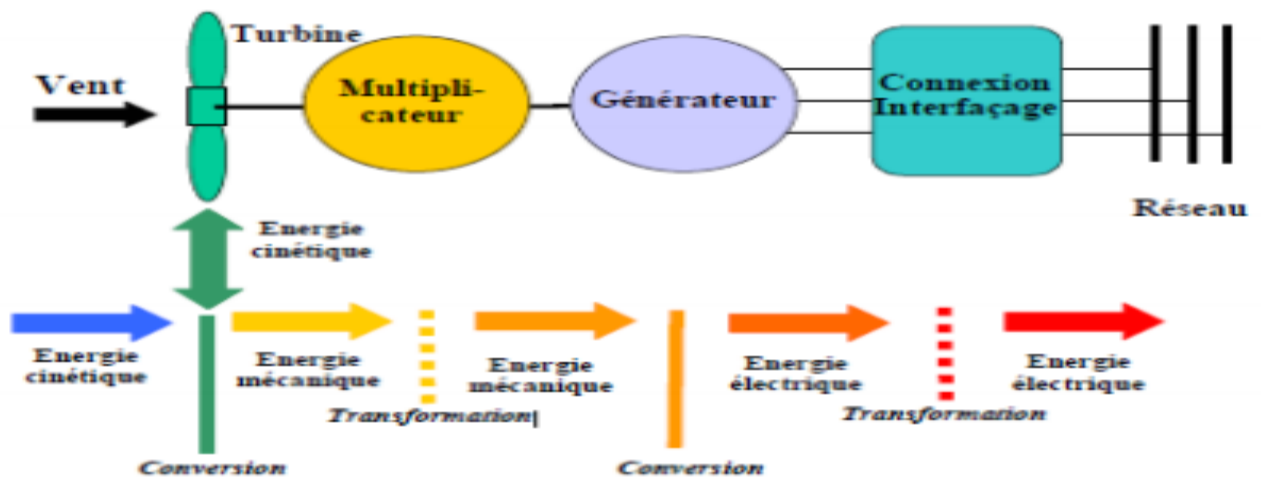 Turbine
Vent
Multipli-
cateur
Générateur
Connexion
Interfaçage
Réseau
Energie
cinétique
Energie
cinétique
Energie
mécanique
Energie
mécanique
Energie
électrique
Energie
électrique
Transformation
Transformation
Conversion
Conversion